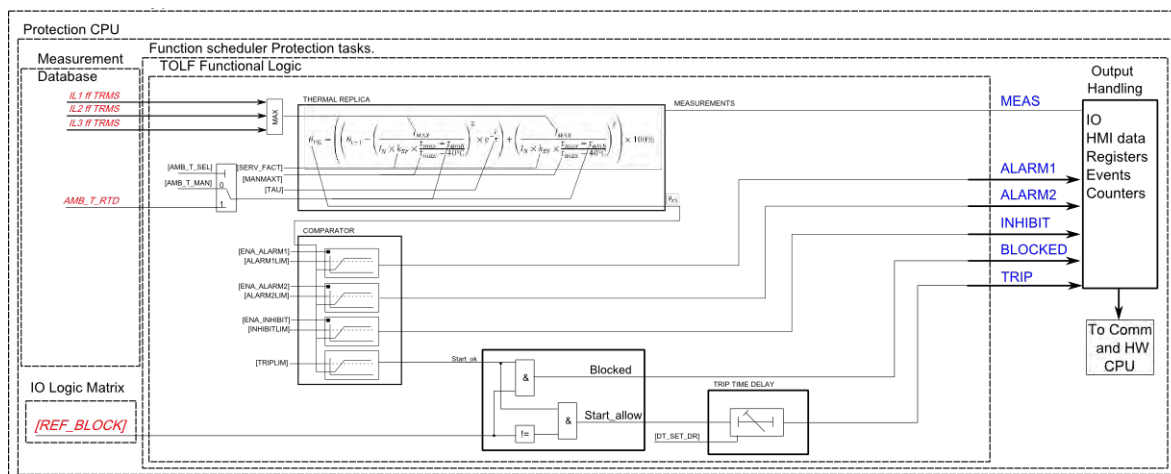 Protection CPU
Function scheduler Protection tasks.
Measurement
Database
TOLF Functional Logic
Output
Handling
IL1 ff TRMS
IL2 ff TRMS
IL3 ff TRMS
MAX
THERMAL REPLICA
MEASUREMENTS
MEAS
IO
HMI data
Registers
Events
Counters
× 100%
[AMB_T_SEL]
[AMB_T_MAN]
0
1
AMB_T_RTD
[SERV_FACT]
[MANMAXT]
[TAU]
ALARM1
ALARM2
INHIBIT
BLOCKED
TRIP
COMPARATOR
[ENA_ALARM1]
[ALARM1LIM]
[ENA_ALARM2]
[ALARM2LIM]
[ENA_INHIBIT]
[INHIBITLIM]
[TRIPLIM]
Start_ok
To Comm
and HW
CPU
IO Logic Matrix
[REF_BLOCK]
&
Blocked
&
Start_allow
!=
TRIP TIME DELAY
[DT_SET_DR]